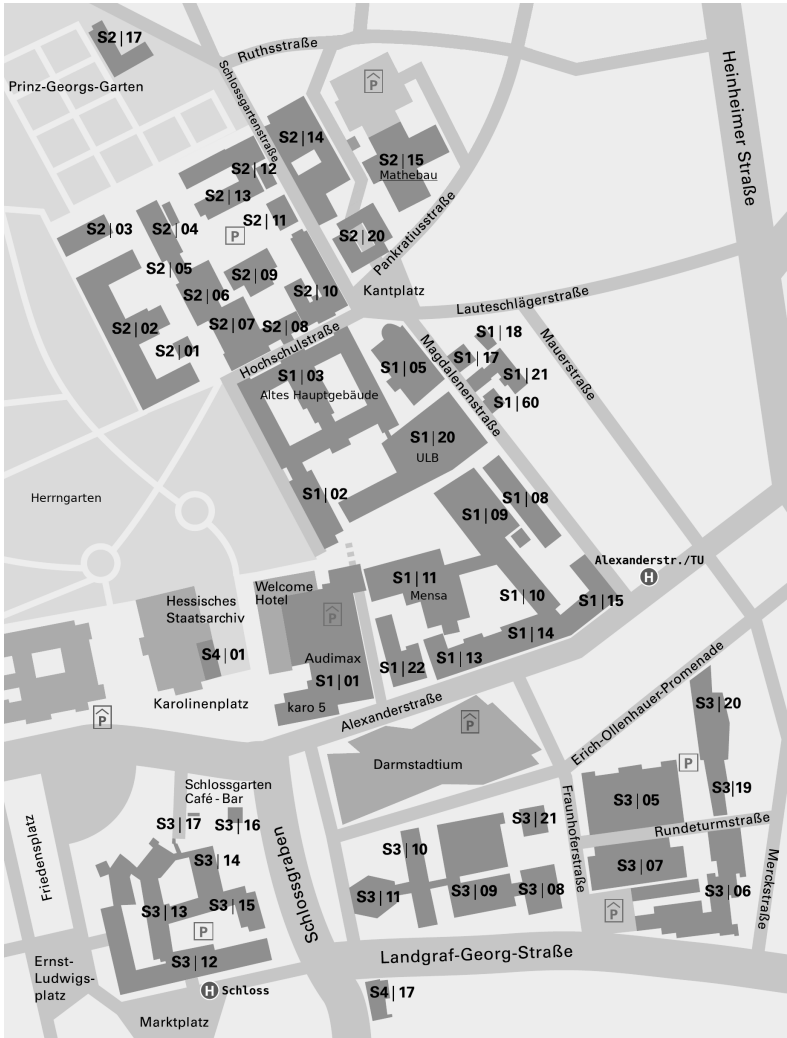 S2|17
Ruthsstraße
Heinheimer Straße
Prinz-Georgs-Garten
Schlossgartenstraße
P
S2|14
S2|15
Mathebau
S2|12
S2|13
S2|11
P
S2|03
S2|04
S2|20
Pankratiusstraße
S2|05
S2|09
S2|06
S2|10
Kantplatz
Lauteschlägerstraße
S2|02
S2|07
S2|08
S2|01
Hochschulstraße
S1|18
Mauerstraße
Magdalenenstraße
S1|17
S1|03
Altes Hauptgebäude
S1|05
S1|21
S1|60
S1|20
ULB
Herrngarten
S1|02
S1|08
S1|09
Alexanderstr./TU
H
Welcome
Hotel
S1|11
Mensa
S1|10
S1|15
Hessisches
Staatsarchiv
P
S1|14
S4|01
Audimax
S1|01
S1|22
S1|13
Karolinenplatz
karo 5
Alexanderstraße
P
P
Erich-Ollenhauer-Promenade
S3|20
Darmstadtium
P
Schlossgarten
Café-Bar
S3|05
S3|19
S3|17
S3|16
Friedensplatz
Schlossgraben
S3|21
Fraunhoferstraße
Rundeturmstraße
S3|14
S3|10
S3|07
Merckstraße
S3|11
S3|09
S3|08
S3|06
S3|13
S3|15
P
P
S3|12
Landgraf-Georg-Straße
Ernst-
Ludwigs-
platz
H
Schloss
S4|17
Marktplatz